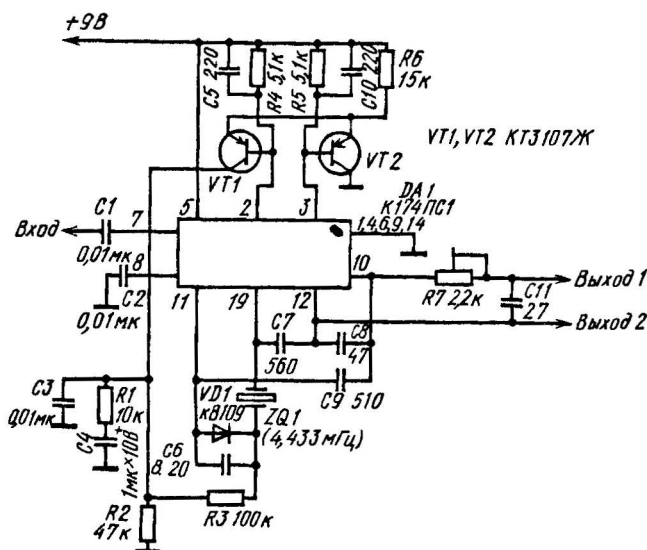 +9В
C5 220
R4 5,1к
R5 5,1к
C10 220
R6
15к
VT1
VT2
VT1, VT2 КТ3107Ж
DA1
К174ПС1
1,4,6,9,14
Вход
C1
0,01мк
7
5
2
3
8
C2
0,01мк
11
19
12
10
R7 2,2к
C11
27
Выход 1
Выход 2
C7
560
C8
47
C9 510
VD1
кВ109
ZQ1
(4,433мГц)
C3
0,01мк
R1
10к
C4
+
1мк×10В
C6
8...20
R2
47к
R3 100к